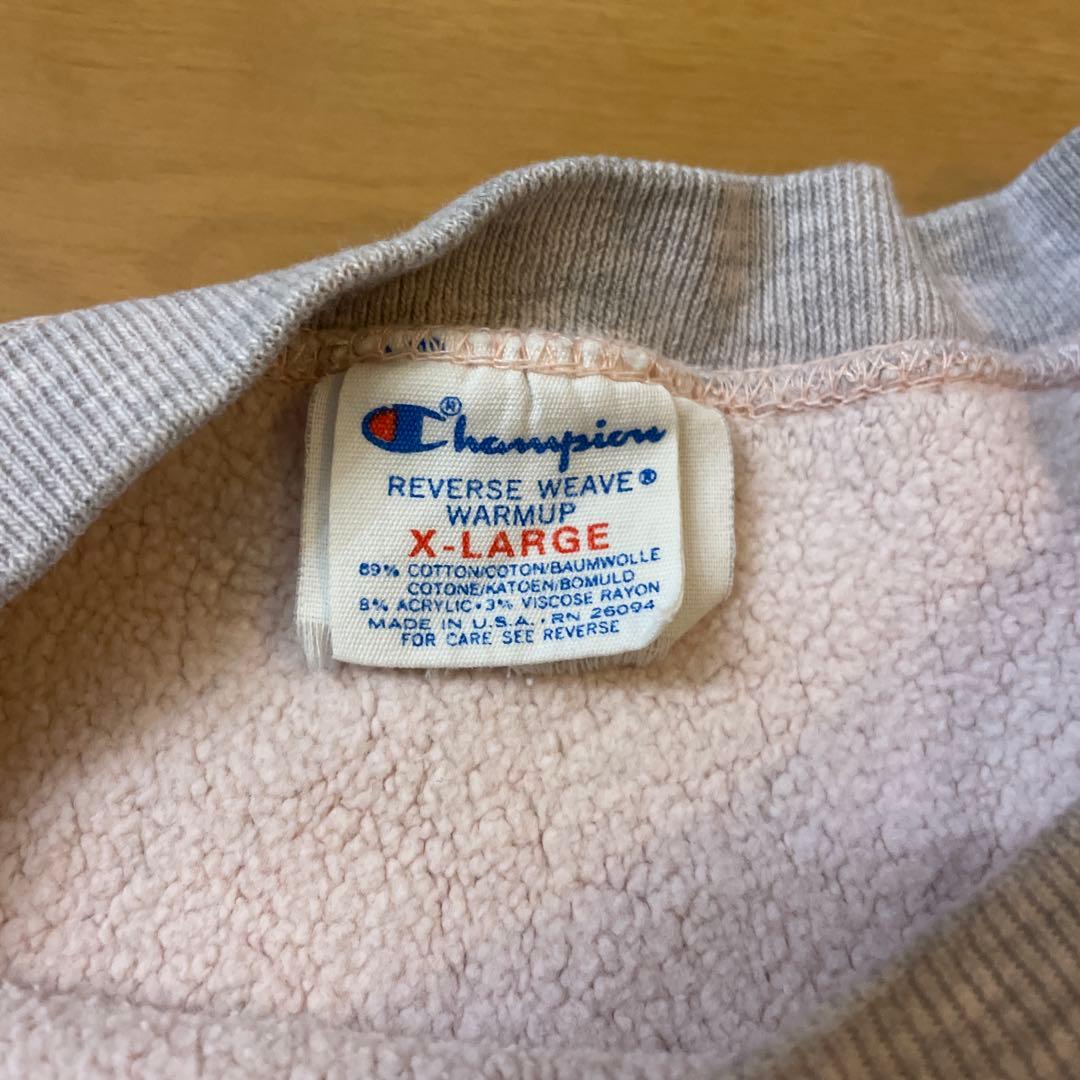 Champion®
REVERSE WEAVE®
WARMUP
X-LARGE
89% COTTON/COTON/BAUMWOLLE
COTONE/KATOEN/BOMULD
8% ACRYLIC • 3% VISCOSE RAYON
MADE IN U.S.A. • RN 26094
FOR CARE SEE REVERSE